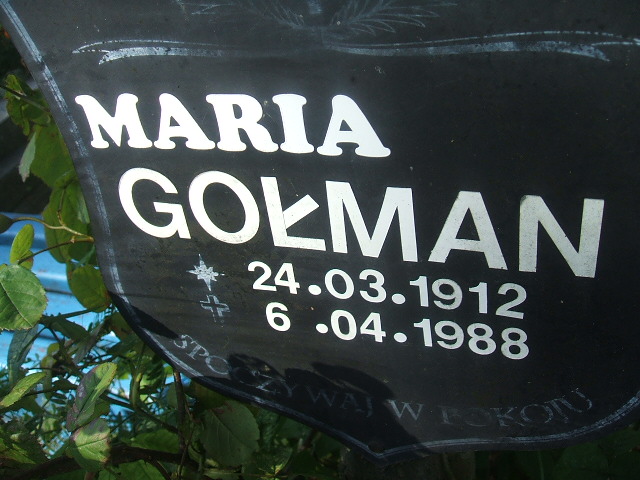 MARIA
GOŁMAN
24.03.1912
6.04.1988
SPOCZYWAJ W POKOJU